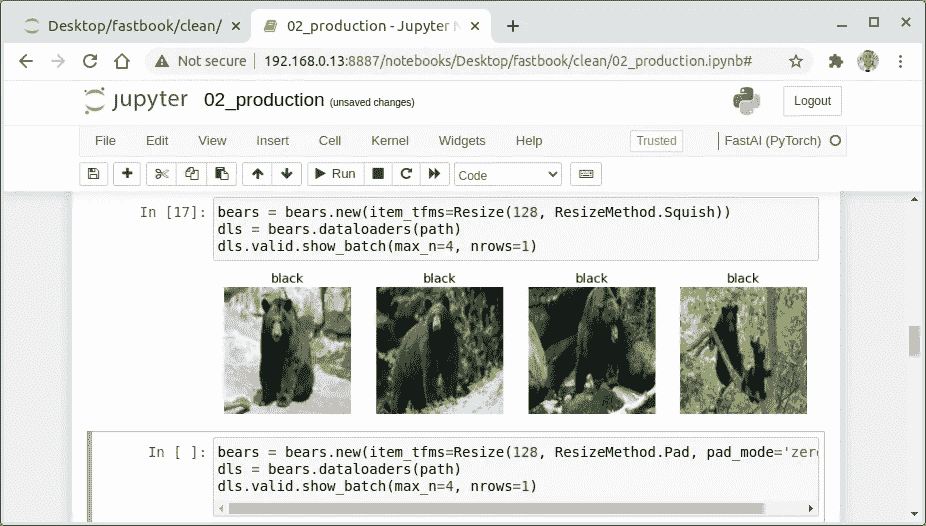 Desktop/fastbook/clean/
02_production - Jupyter N
Not secure
192.168.0.13:8887/notebooks/Desktop/fastbook/clean/02_production.ipynb#
jupyter
02_production (unsaved changes)
Logout
File Edit View Insert Cell Kernel Widgets Help
Trusted
FastAI (PyTorch)
Run
Code
In [17]:
bears = bears.new(item_tfms=Resize(128, ResizeMethod.Squish))
dls = bears.dataloaders(path)
dls.valid.show_batch(max_n=4, nrows=1)
black black black black
In [ ]:
bears = bears.new(item_tfms=Resize(128, ResizeMethod.Pad, pad_mode='zer
dls = bears.dataloaders(path)
dls.valid.show_batch(max_n=4, nrows=1)